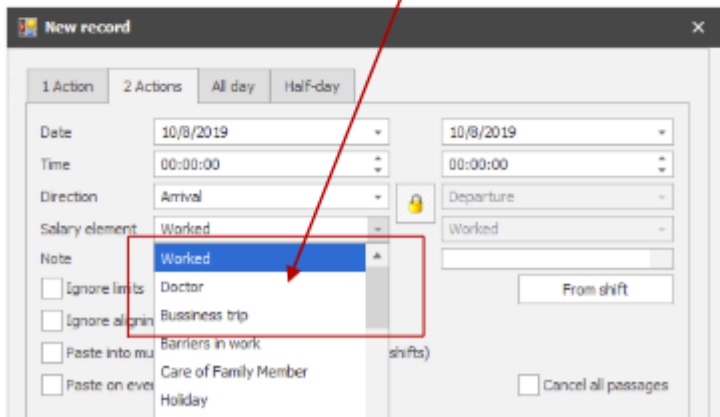 New record
1 Action 2 Actions All day Half-day
Date 10/8/2019 10/8/2019
Time 00:00:00 00:00:00
Direction Arrival Departure
Salary element Worked Worked
Note Worked
Ignore limits Doctor From shift
Ignore alignin Bussiness trip
Paste into mu Barriers in work shifts)
Care of Family Member
Paste on eve Cancel all passages
Holiday